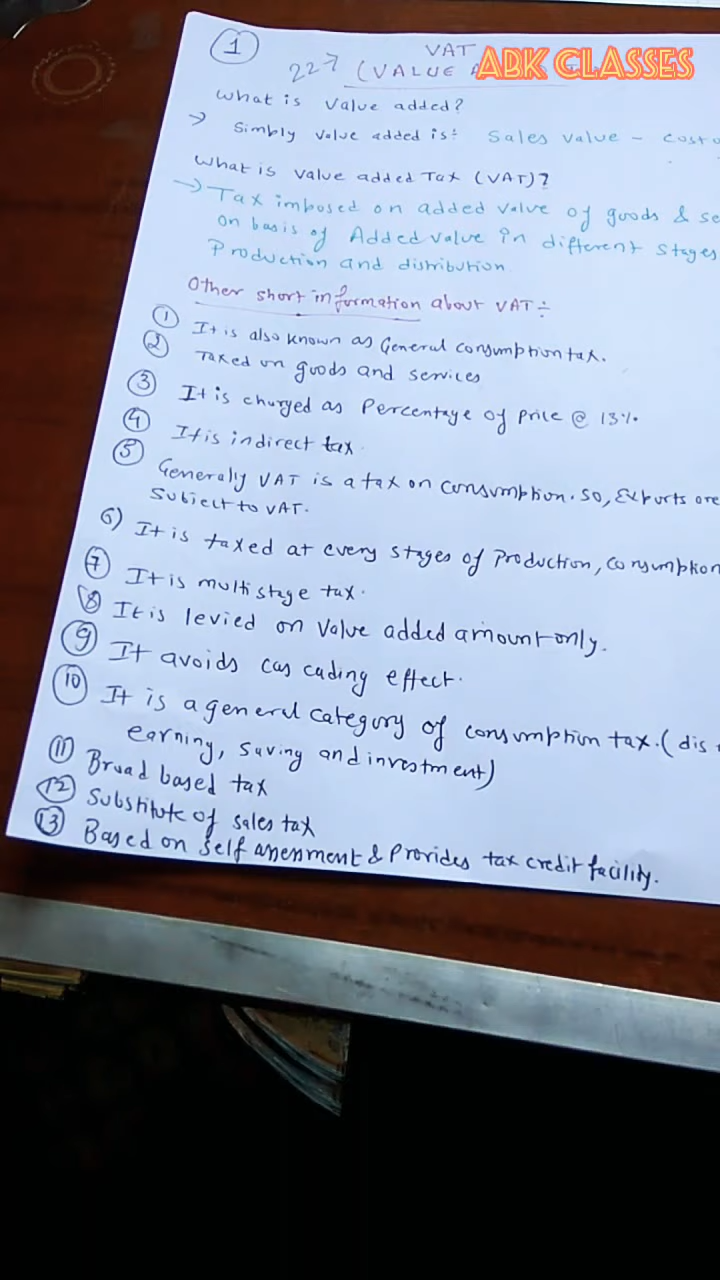 1
VAT
22→ (VALUE A
ABK CLASSES
What is Value added?
→ Simply Value added is÷ Sales Value - Cost o
What is Value added Tax (VAT)?
→ Tax imposed on added value of goods & se
on basis of Added value in different stages
Production and distribution
Other short information about VAT÷
① It is also known as General consumption tax.
② Taxed on goods and services
③ It is charged as Percentage of Price @ 13%
④ It is indirect tax.
⑤ Generally VAT is a tax on consumption. So, Exports are
Subject to VAT.
6) It is taxed at every stages of Production, Consumption
⑦ It is multi stage tax.
⑧ It is levied on Value added amount only.
⑨ It avoids cas cading effect.
⑩ It is a general category of consumption tax. (dis
earning, saving and investment)
⑪ Broad based tax
⑫ Substitute of sales tax
⑬ Based on self assessment & Provides tax credit facility.